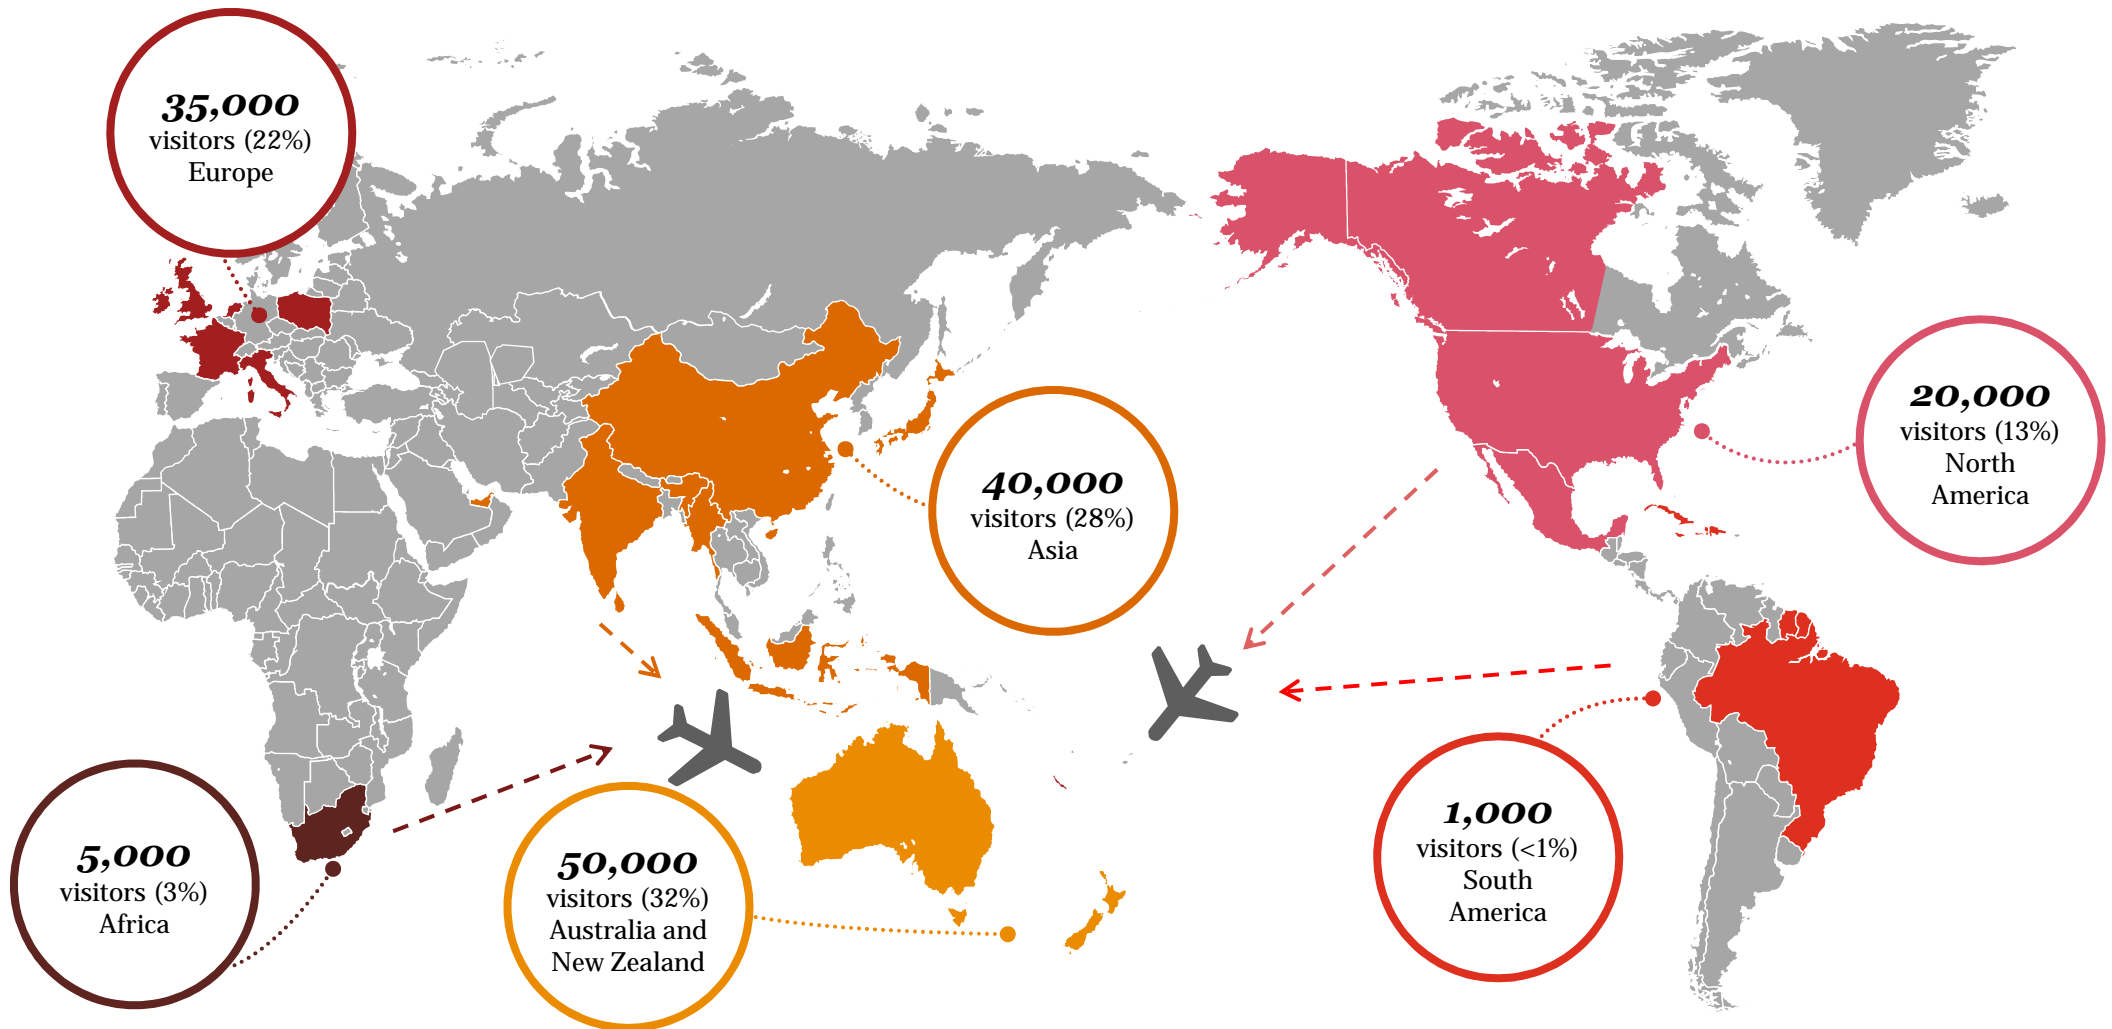 35,000
visitors (22%)
Europe
20,000
visitors (13%)
North
America
40,000
visitors (28%)
Asia
1,000
visitors (<1%)
South
America
5,000
visitors (3%)
Africa
50,000
visitors (32%)
Australia and
New Zealand